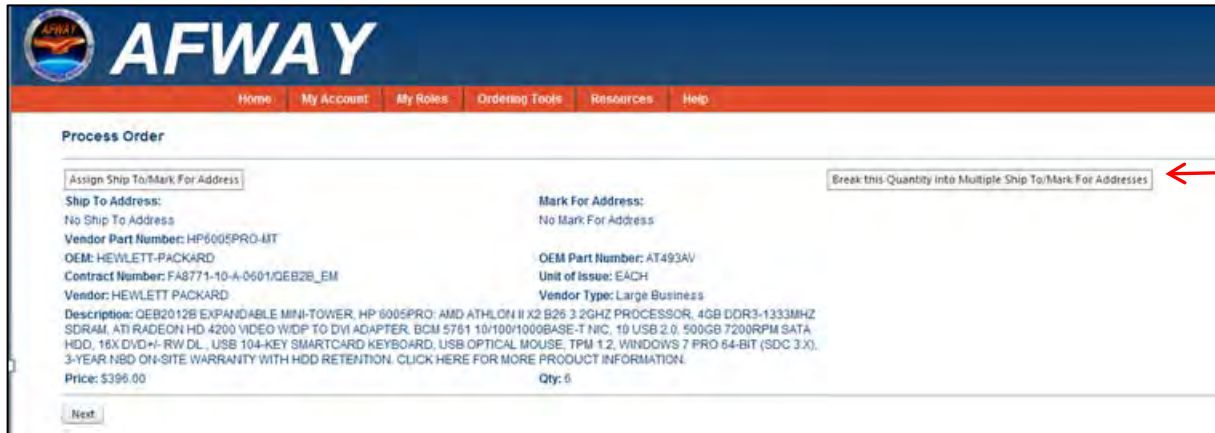 AFWAY
AFWAY
Home My Account My Roles Ordering Tools Resources Help
Process Order
Assign Ship To/Mark For Address Break this Quantity into Multiple Ship To/Mark For Addresses
Ship To Address: Mark For Address:
No Ship To Address No Mark For Address
Vendor Part Number: HP6005PRO-MT
OEM: HEWLETT-PACKARD OEM Part Number: AT493AV
Contract Number: FA8771-10-A-0601/QEB2B_EM Unit of Issue: EACH
Vendor: HEWLETT PACKARD Vendor Type: Large Business
Description: QEB2012B EXPANDABLE MINI-TOWER, HP 6005PRO: AMD ATHLON II X2 B26 3.2GHZ PROCESSOR, 4GB DDR3-1333MHZ
SDRAM, ATI RADEON HD 4200 VIDEO W/DP TO DVI ADAPTER, BCM 5761 10/100/1000BASE-T NIC, 10 USB 2.0, 500GB 7200RPM SATA
HDD, 16X DVD+/- RW DL , USB 104-KEY SMARTCARD KEYBOARD, USB OPTICAL MOUSE, TPM 1.2, WINDOWS 7 PRO 64-BIT (SDC 3.X),
3-YEAR NBD ON-SITE WARRANTY WITH HDD RETENTION. CLICK HERE FOR MORE PRODUCT INFORMATION.
Price: $396.00 Qty: 6
Next